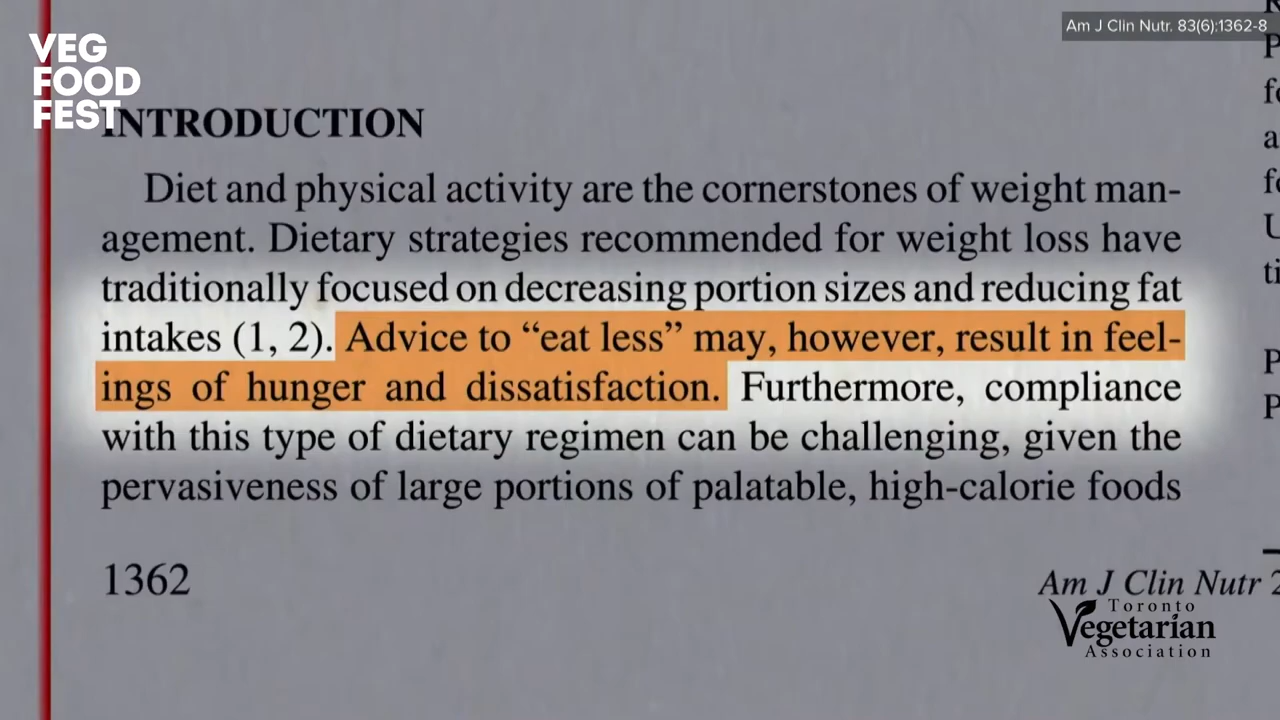 Am J Clin Nutr. 83(6):1362-8
VEG
FOOD
FEST
INTRODUCTION
Diet and physical activity are the cornerstones of weight man-
agement. Dietary strategies recommended for weight loss have
traditionally focused on decreasing portion sizes and reducing fat
intakes (1, 2). Advice to “eat less” may, however, result in feel-
ings of hunger and dissatisfaction. Furthermore, compliance
with this type of dietary regimen can be challenging, given the
pervasiveness of large portions of palatable, high-calorie foods
1362
Am J Clin Nutr
Toronto
Vegetarian
Association